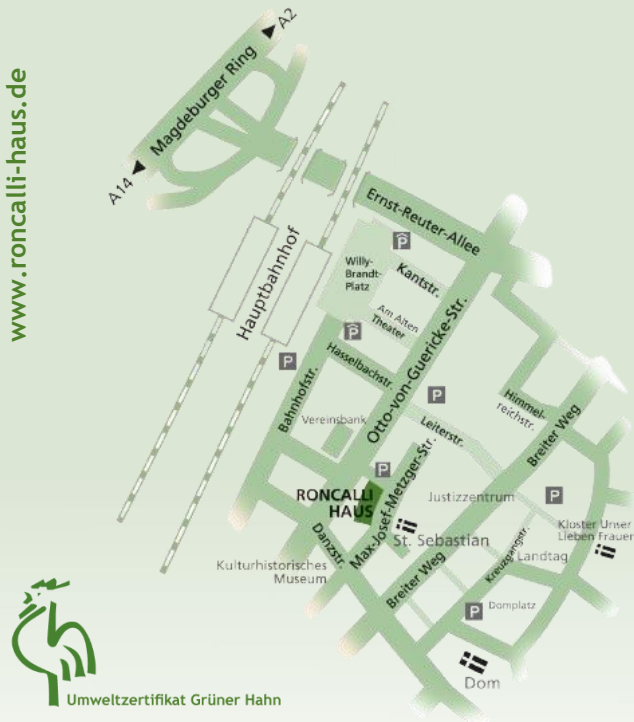 www.roncalli-haus.de
A2
Magdeburger Ring
A14
Ernst-Reuter-Allee
Hauptbahnhof
P
Willy-
Brandt-
Platz
Kantstr.
Am Alten
Theater
P
Otto-von-Guericke-Str.
P
Hasselbachstr.
Bahnhofstr.
P
Himmel-
reichstr.
Vereinsbank
Leiterstr.
Breiter Weg
P
RONCALLI
HAUS
Max-Josef-Metzger-Str.
Justizzentrum
P
Danzstr.
St. Sebastian
Kloster Unser
Lieben Frauen
Kulturhistorisches
Museum
Kreuzgangstr.
Landtag
Breiter Weg
P
Domplatz
Dom
Umweltzertifikat Grüner Hahn